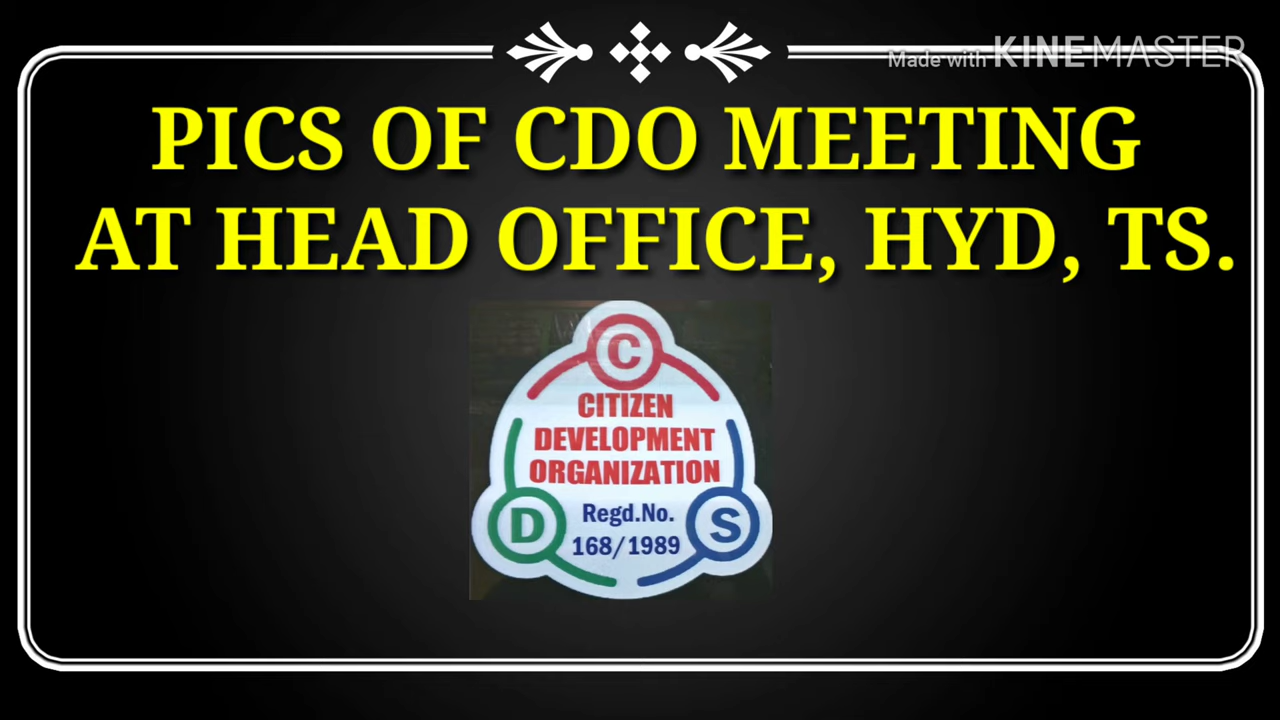 Made with KINEMASTER
PICS OF CDO MEETING
AT HEAD OFFICE, HYD, TS.
C
CITIZEN
DEVELOPMENT
ORGANIZATION
D
Regd.No.
168/1989
S